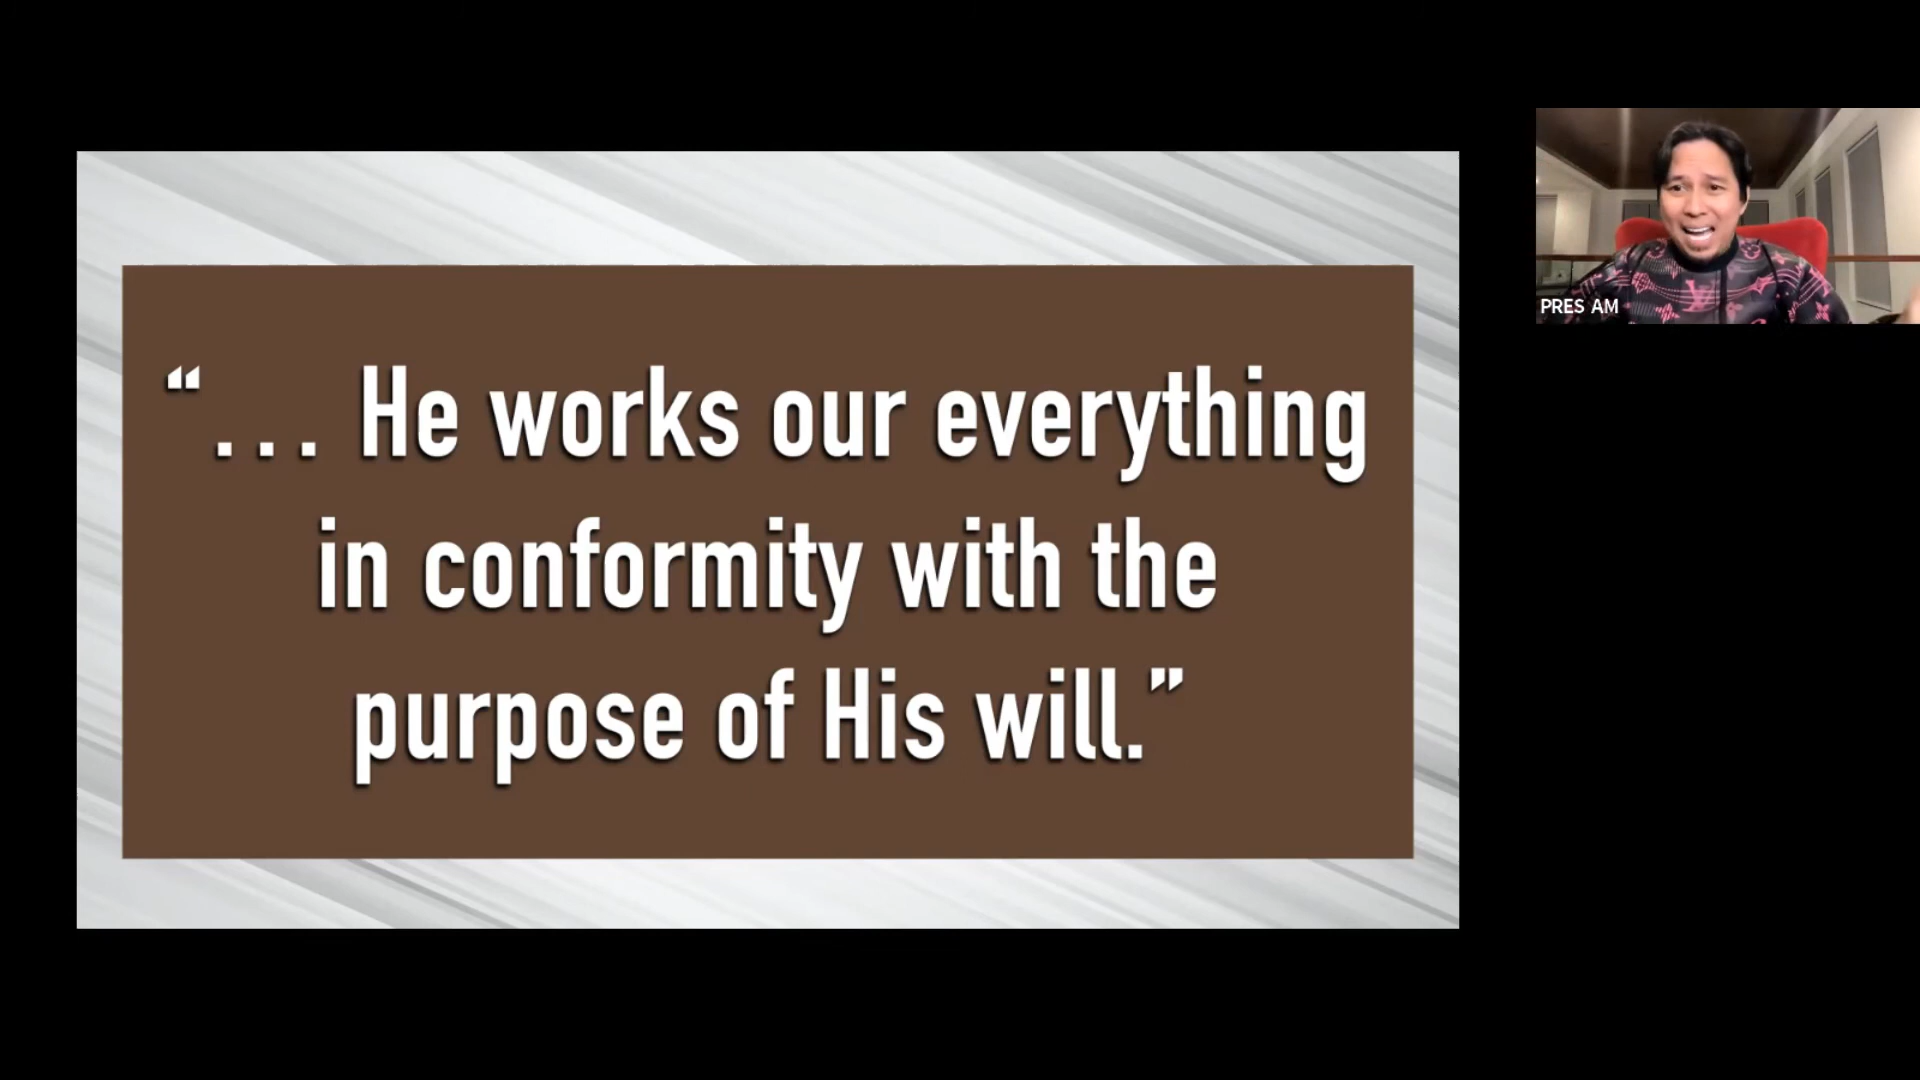 “... He works our everything
in conformity with the
purpose of His will.”
PRES AM